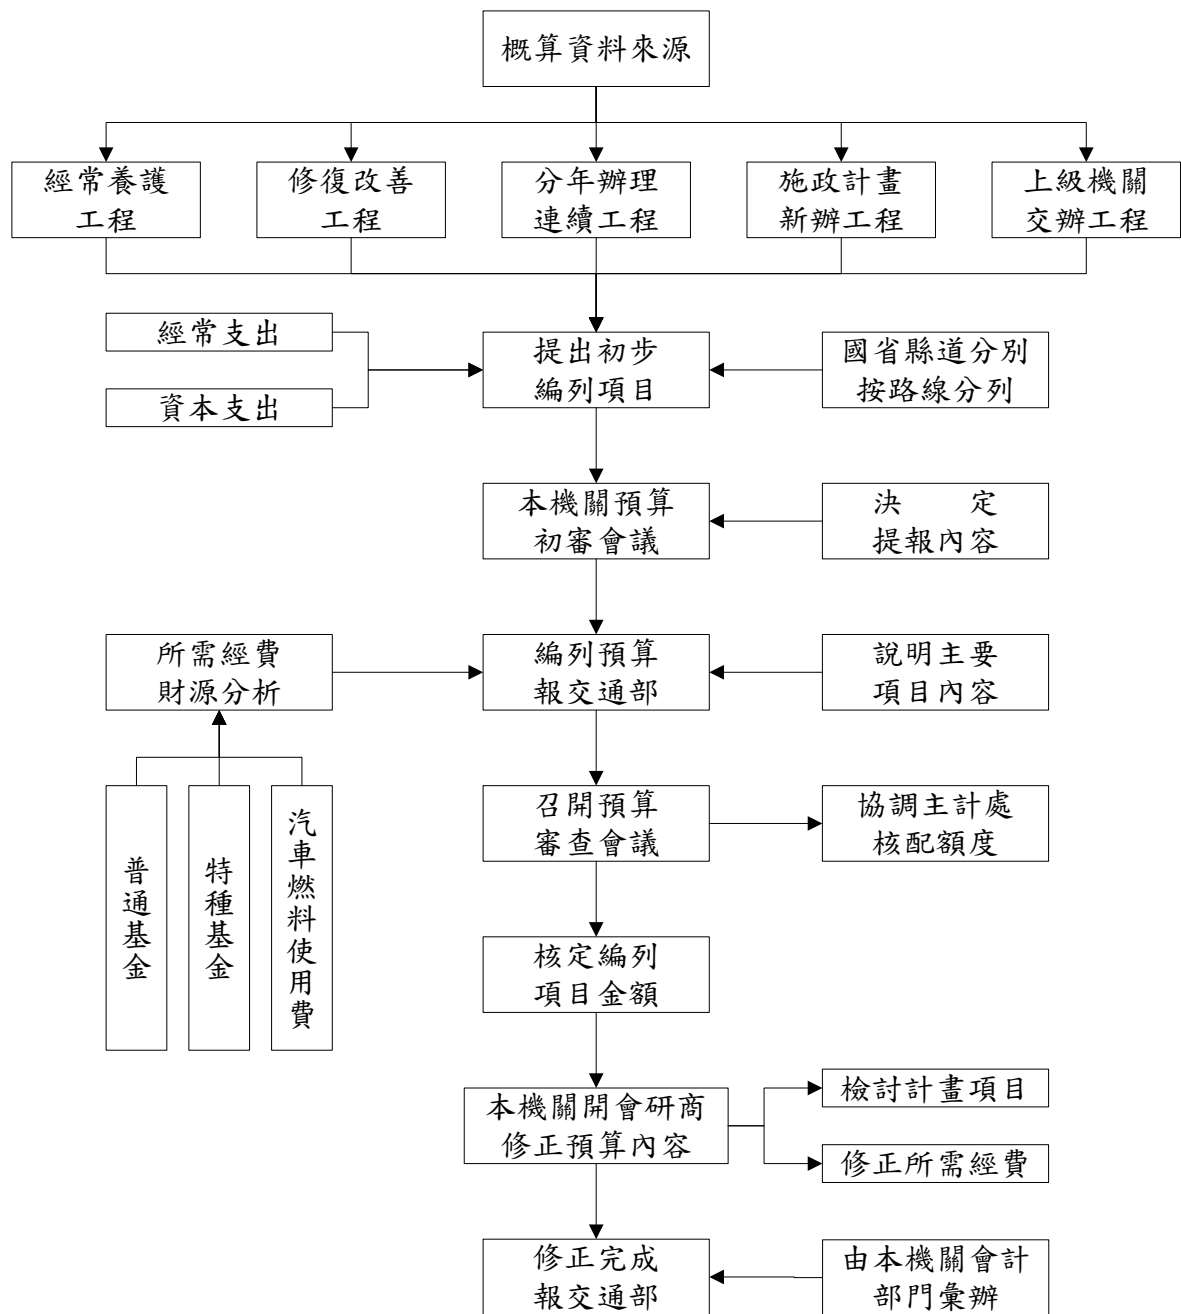 概算資料來源
經常養護
工程
修復改善
工程
分年辦理
連續工程
施政計畫
新辦工程
上級機關
交辦工程
經常支出
資本支出
提出初步
編列項目
國省縣道分別
按路線分列
本機關預算
初審會議
決　　定
提報內容
所需經費
財源分析
編列預算
報交通部
說明主要
項目內容
普通基金
特種基金
汽車燃料使用費
召開預算
審查會議
協調主計處
核配額度
核定編列
項目金額
本機關開會研商
修正預算內容
檢討計畫項目
修正所需經費
修正完成
報交通部
由本機關會計
部門彙辦